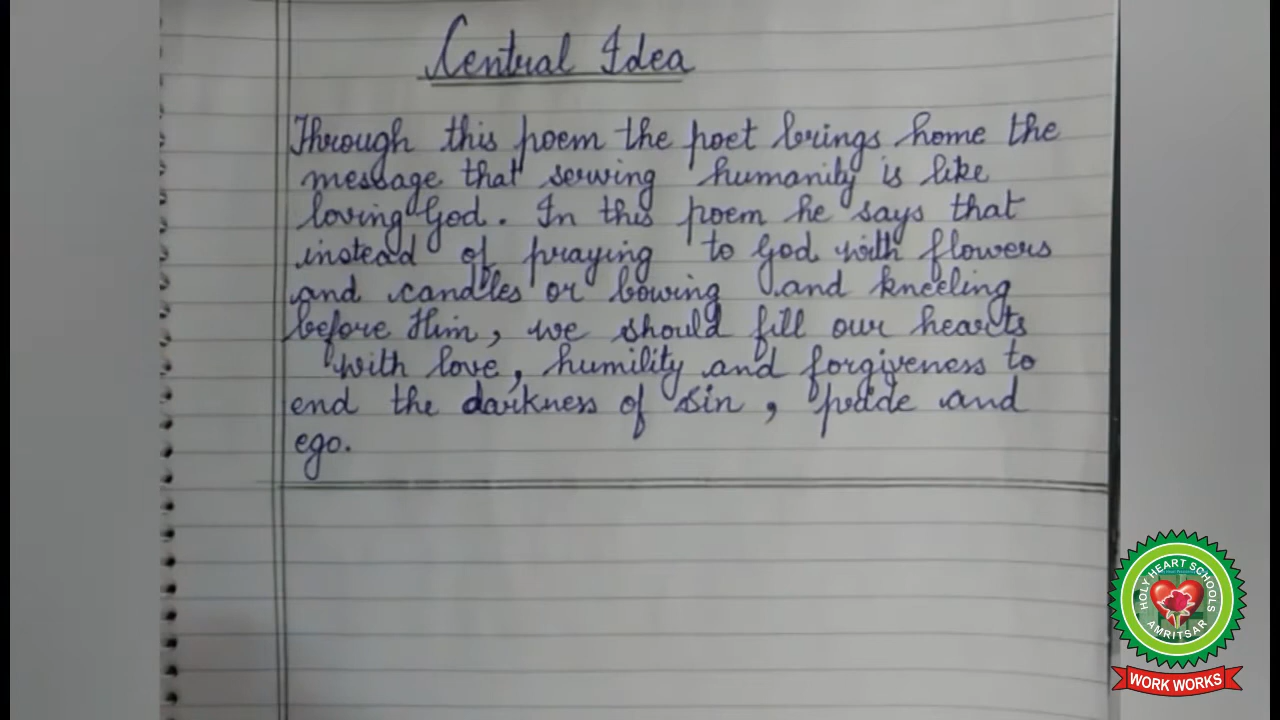 Central Idea
Through this poem the poet brings home the
message that serving humanity is like
loving God. In this poem he says that
instead of praying to God with flowers
and candles or bowing and kneeling
before Him, we should fill our hearts
with love, humility and forgiveness to
end the darkness of sin, pride and
ego.
HOLY HEART SCHOOLS
AMRITSAR
WORK WORKS